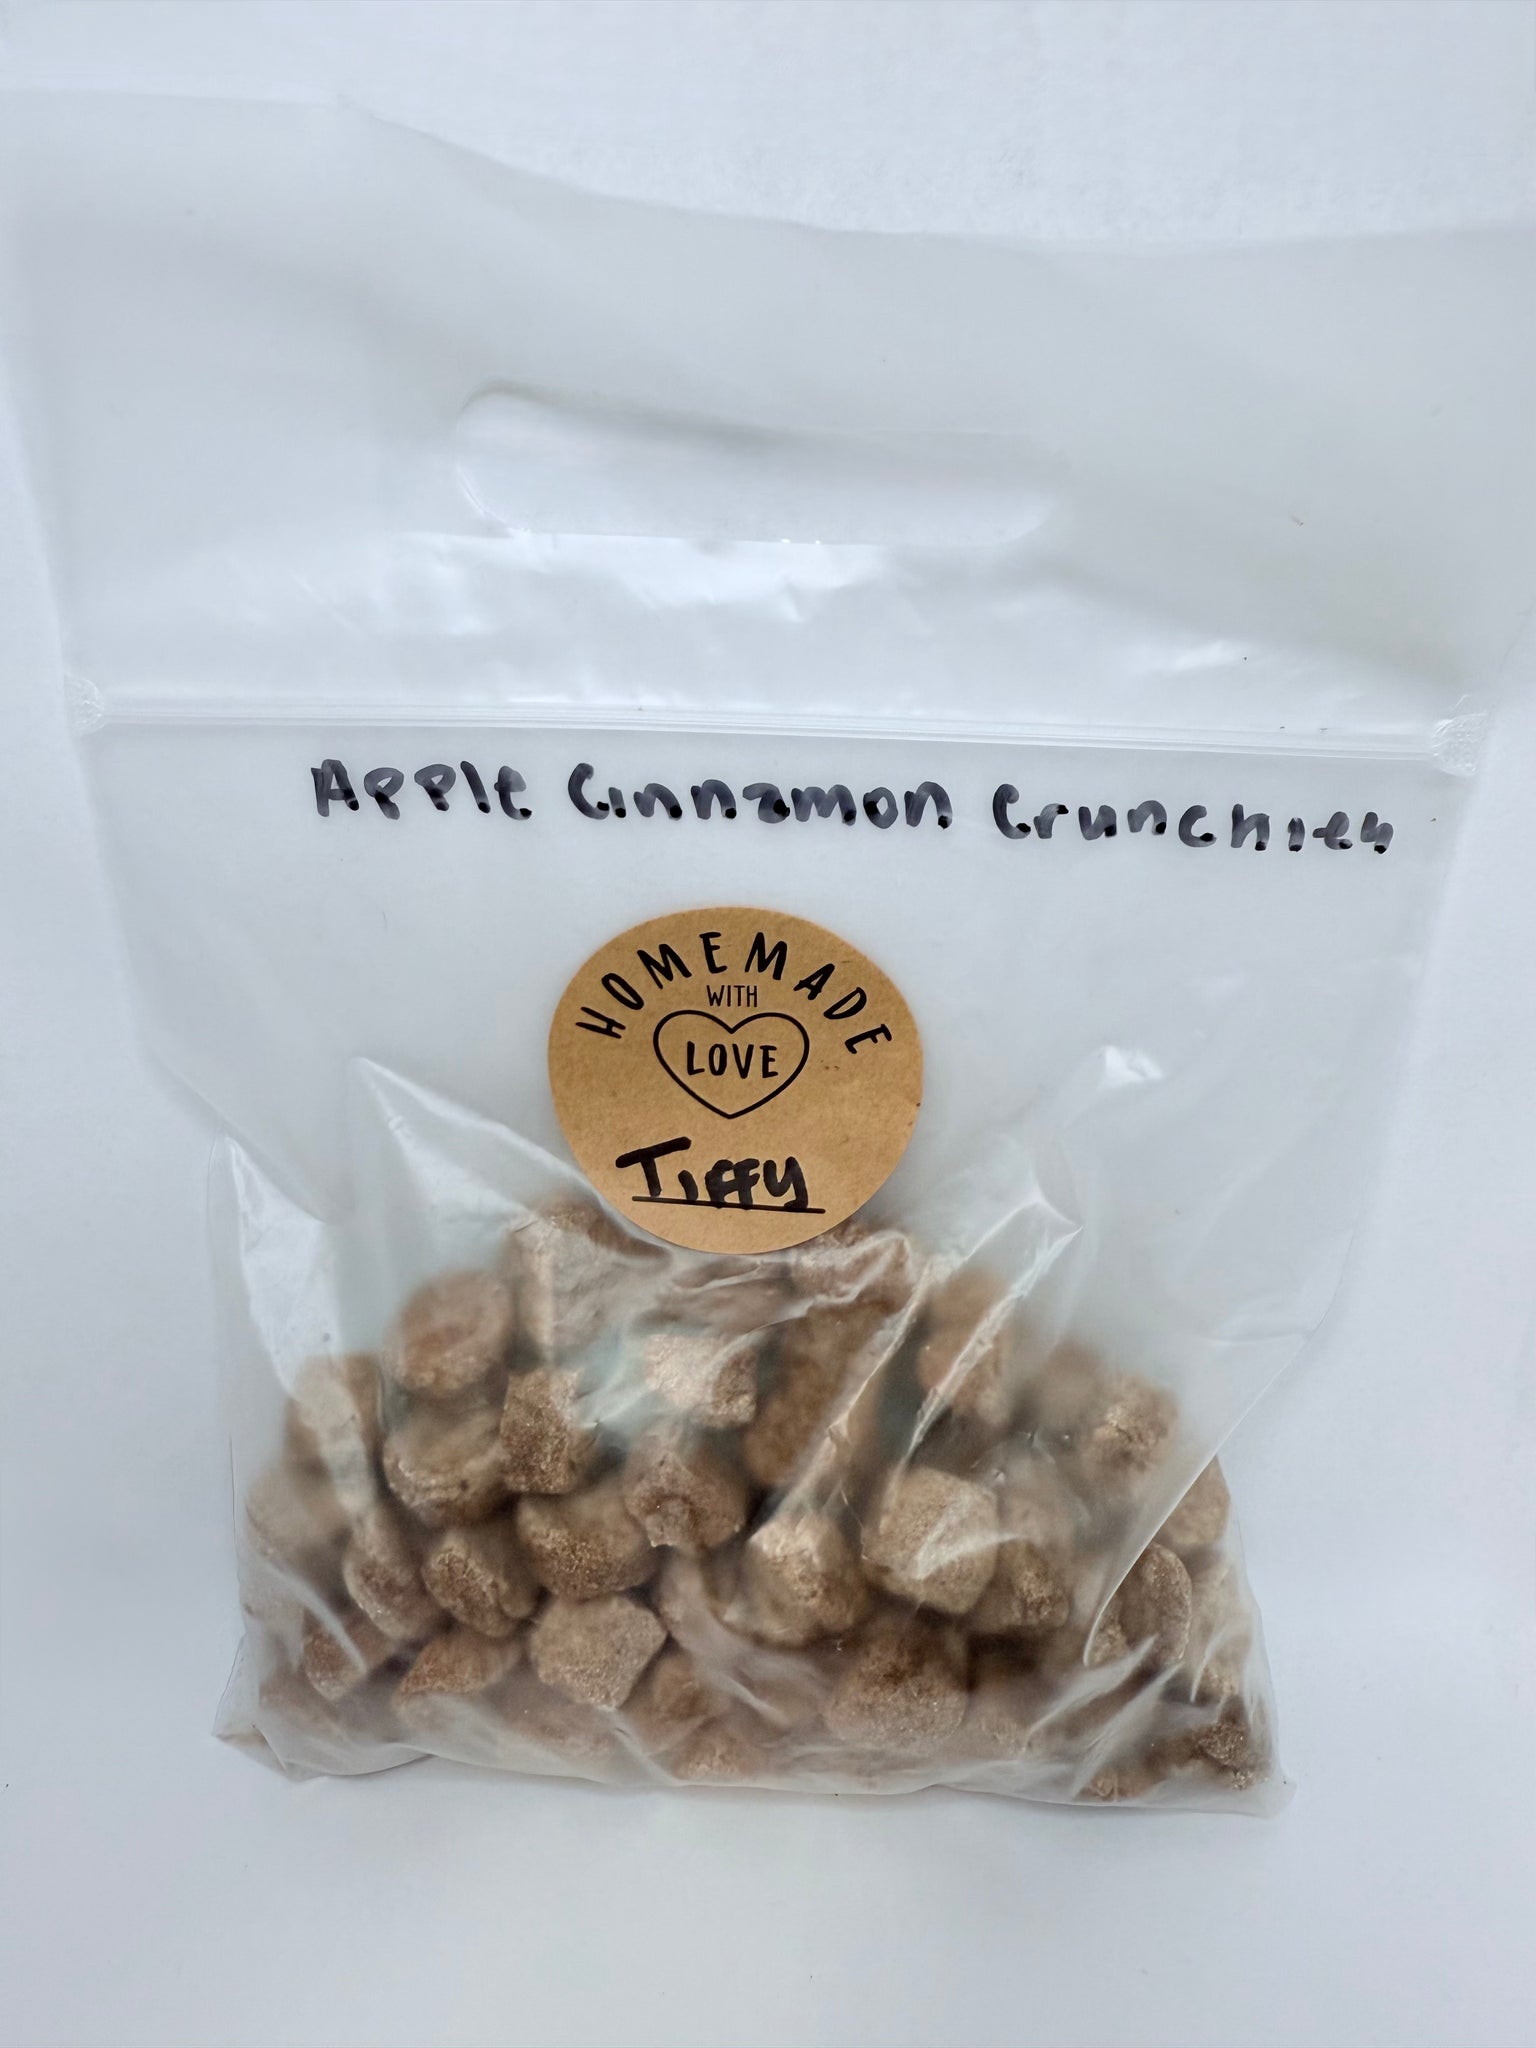 Apple Cinnamon Crunchies
HOMEMADE
WITH
LOVE
Tiffy